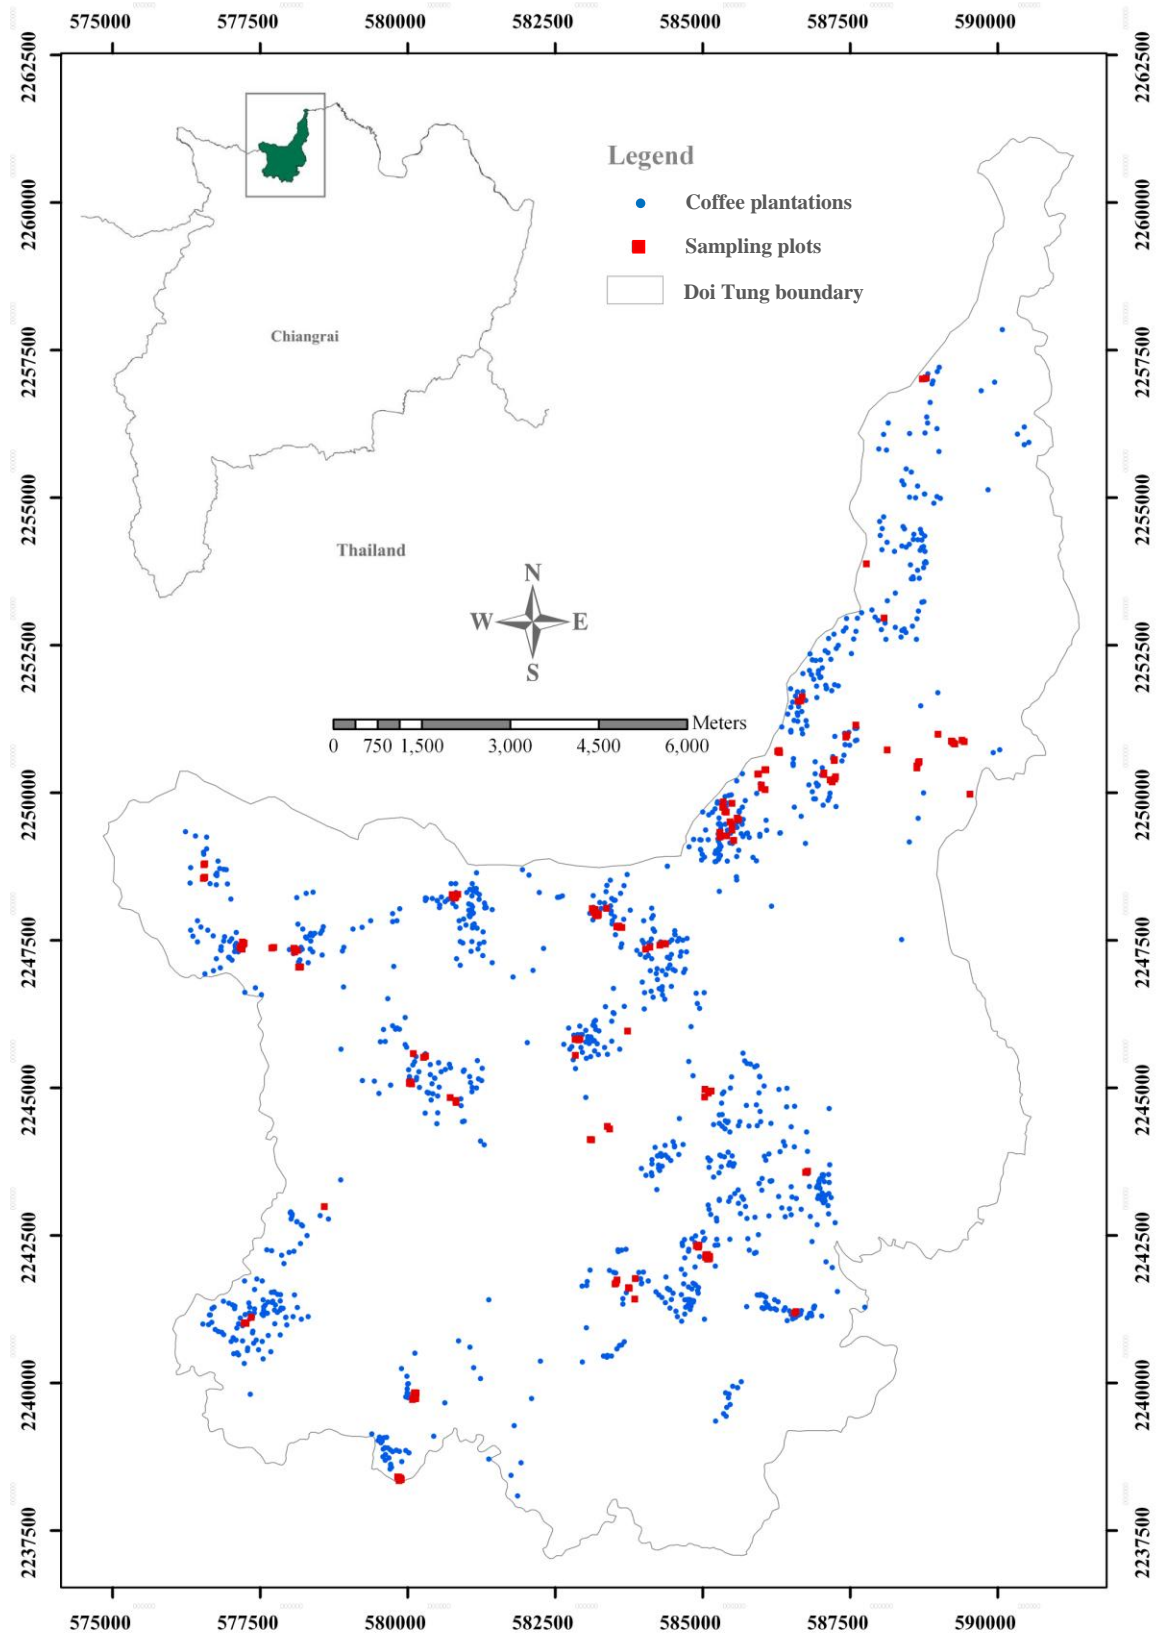 575000 577500 580000 582500 585000 587500 590000
2262500
2260000
2257500
2255000
2252500
2250000
2247500
2245000
2242500
2240000
2237500
Legend
Coffee plantations
Sampling plots
Doi Tung boundary
Chiangrai
Thailand
N
W E
S
Meters
0 750 1,500 3,000 4,500 6,000
2262500
2260000
2257500
2255000
2252500
2250000
2247500
2245000
2242500
2240000
2237500
575000 577500 580000 582500 585000 587500 590000